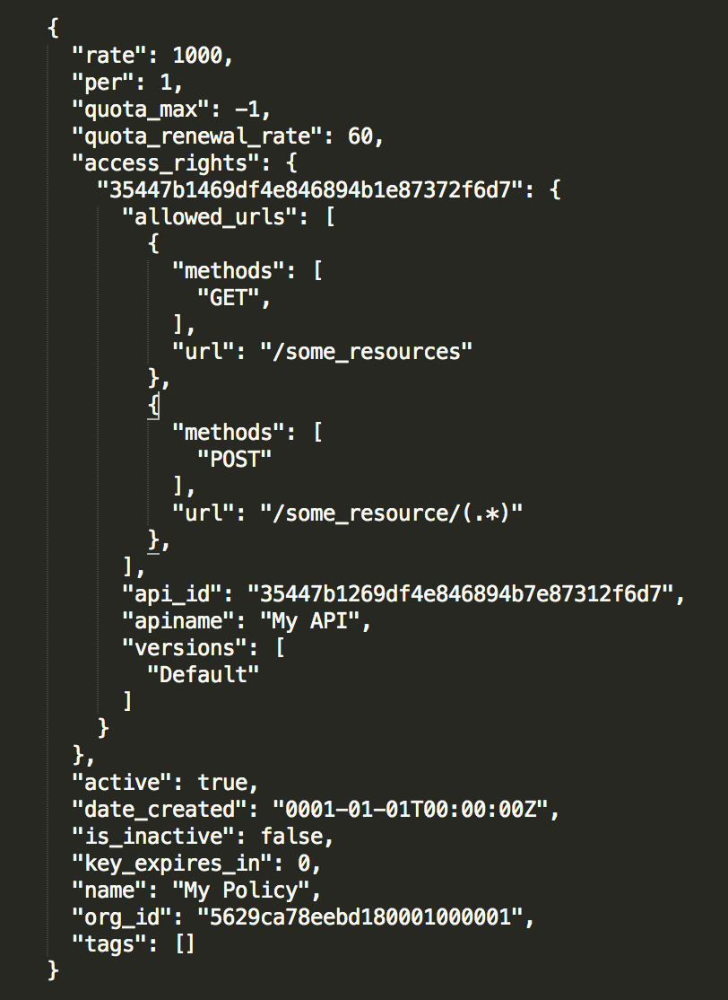 {
  "rate": 1000,
  "per": 1,
  "quota_max": -1,
  "quota_renewal_rate": 60,
  "access_rights": {
    "35447b1469df4e846894b1e87372f6d7": {
      "allowed_urls": [
        {
          "methods": [
            "GET",
          ],
          "url": "/some_resources"
        },
        {
          "methods": [
            "POST"
          ],
          "url": "/some_resource/(.*)"
        },
      ],
      "api_id": "35447b1269df4e846894b7e87312f6d7",
      "apiname": "My API",
      "versions": [
        "Default"
      ]
    }
  },
  "active": true,
  "date_created": "0001-01-01T00:00:00Z",
  "is_inactive": false,
  "key_expires_in": 0,
  "name": "My Policy",
  "org_id": "5629ca78eebd180001000001",
  "tags": []
}